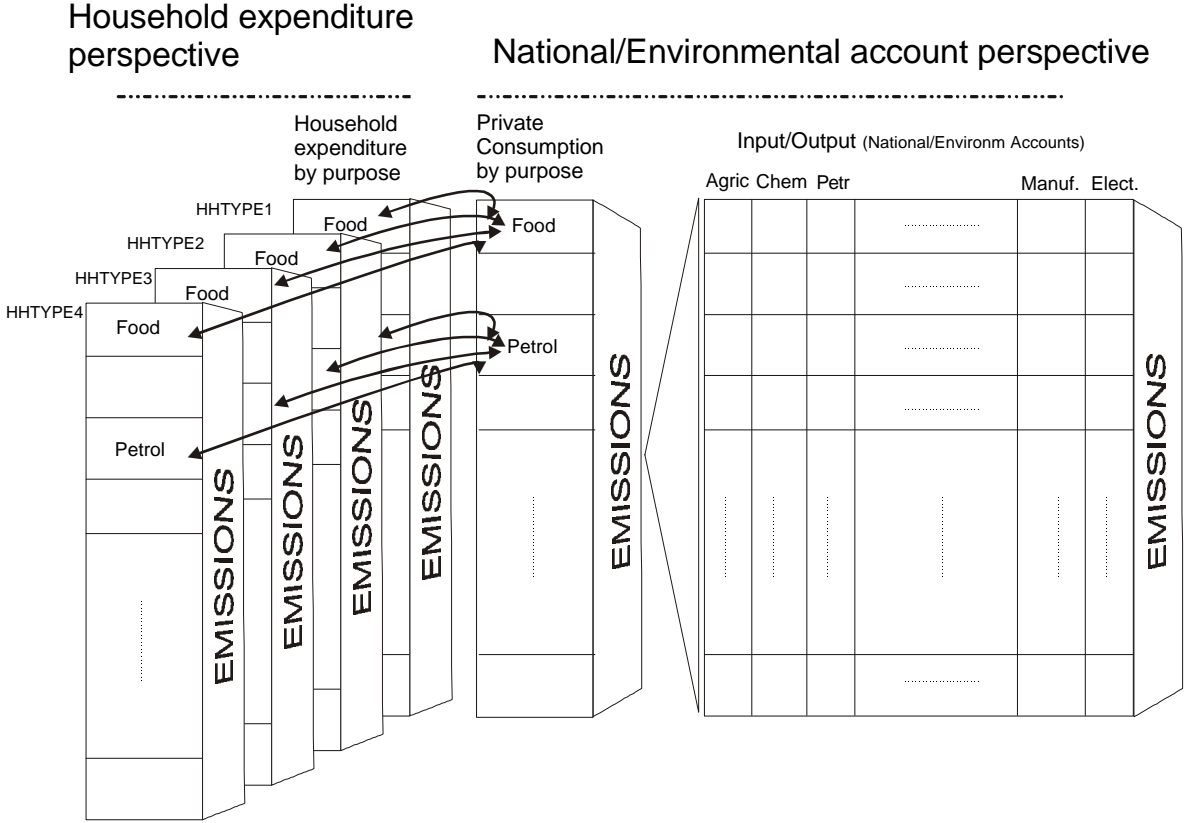 Household expenditure
perspective
National/Environmental account perspective
Household
expenditure
by purpose
Private
Consumption
by purpose
Input/Output (National/Environm Accounts)
Agric Chem Petr Manuf. Elect.
HHTYPE1
HHTYPE2
HHTYPE3
HHTYPE4
Food
Food
Food
Food
Food
Petrol
Petrol
EMISSIONS
EMISSIONS
EMISSIONS
EMISSIONS
EMISSIONS
EMISSIONS